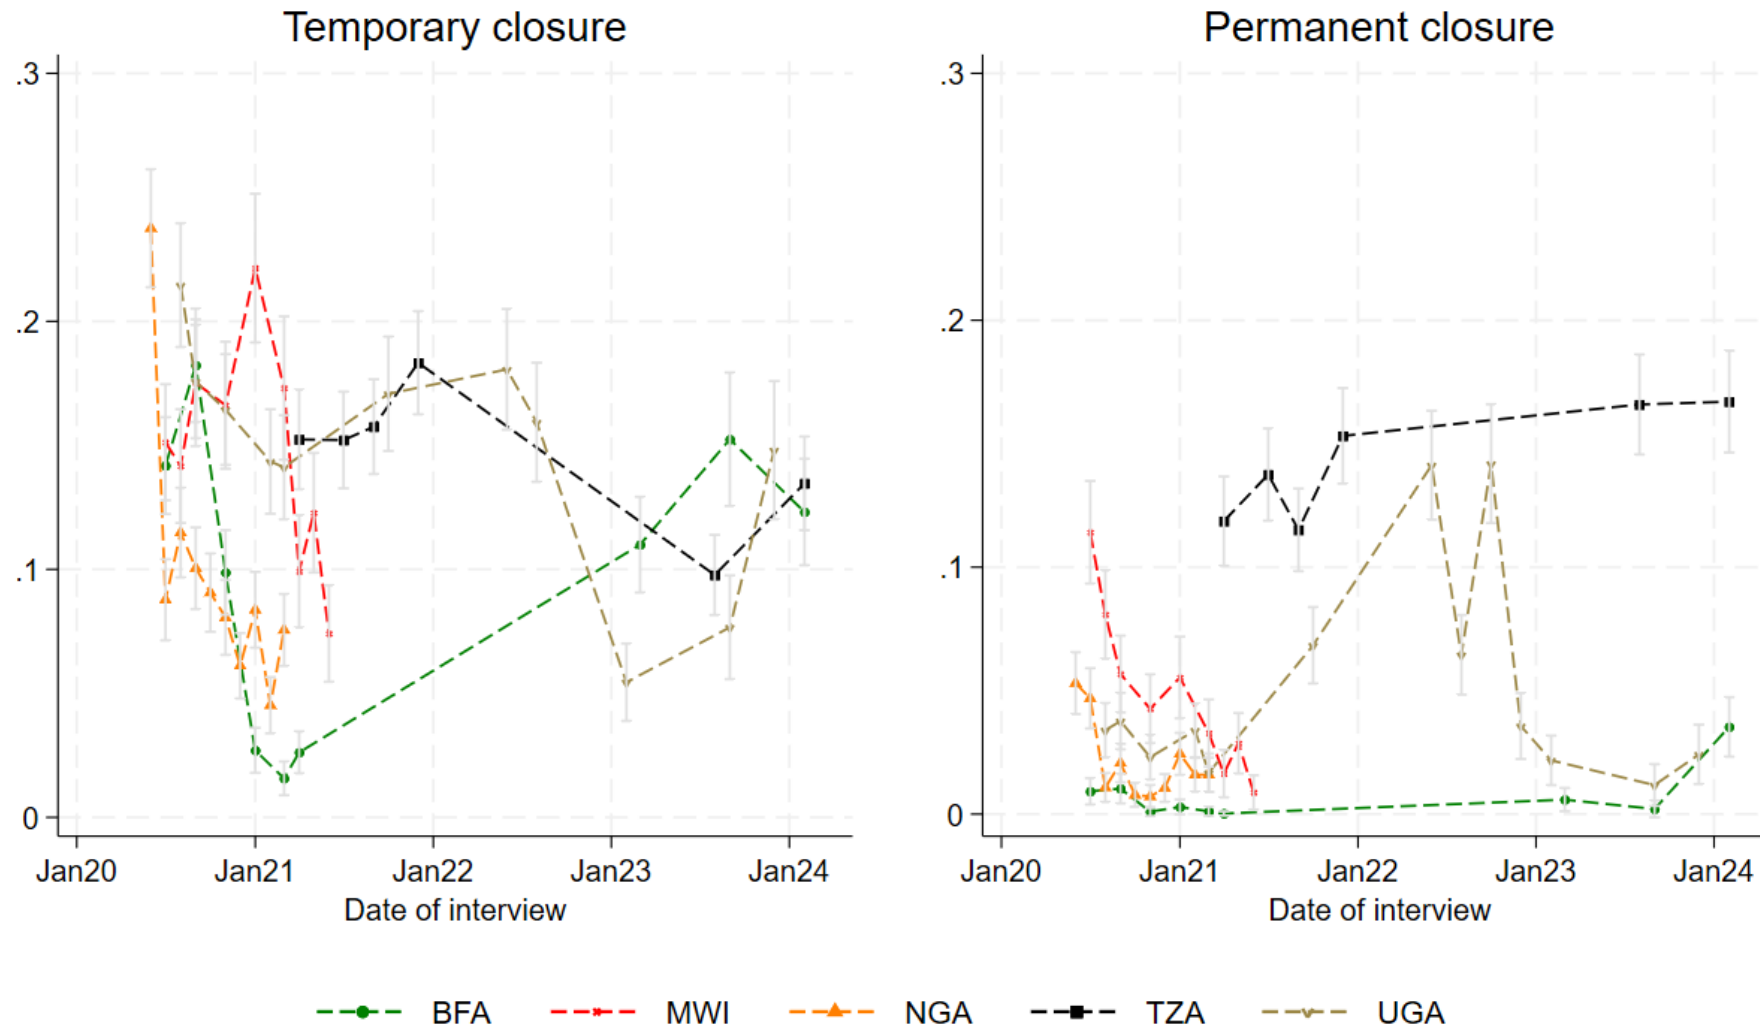 Temporary closure
.3
.2
.1
0
Jan20 Jan21 Jan22 Jan23 Jan24
Date of interview
Permanent closure
.3
.2
.1
0
Jan20 Jan21 Jan22 Jan23 Jan24
Date of interview
BFA MWI NGA TZA UGA